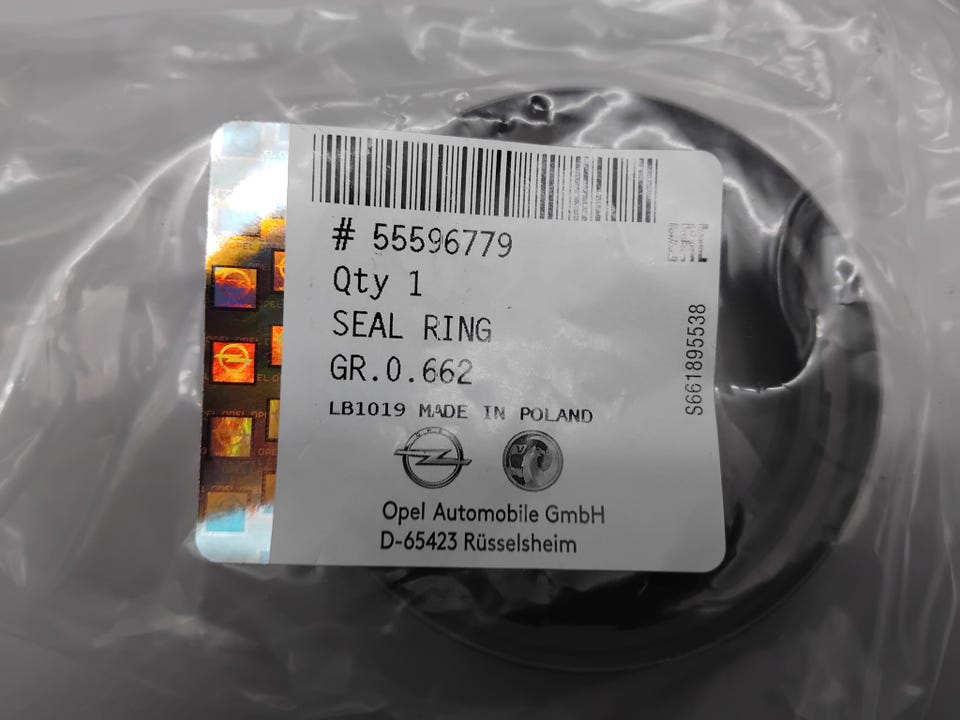 # 55596779
Qty 1
SEAL RING
GR.0.662
LB1019 MADE IN POLAND
Opel Automobile GmbH
D-65423 Rüsselsheim
EAC
S661895538